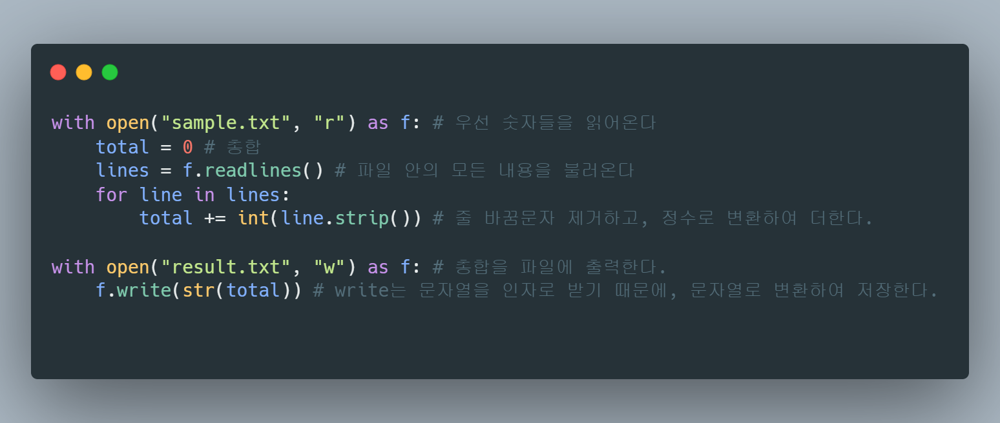 with open("sample.txt", "r") as f: # 우선 숫자들을 읽어온다
    total = 0 # 총합
    lines = f.readlines() # 파일 안의 모든 내용을 불러온다
    for line in lines:
        total += int(line.strip()) # 줄 바꿈문자 제거하고, 정수로 변환하여 더한다.
with open("result.txt", "w") as f: # 총합을 파일에 출력한다.
    f.write(str(total)) # write는 문자열을 인자로 받기 때문에, 문자열로 변환하여 저장한다.